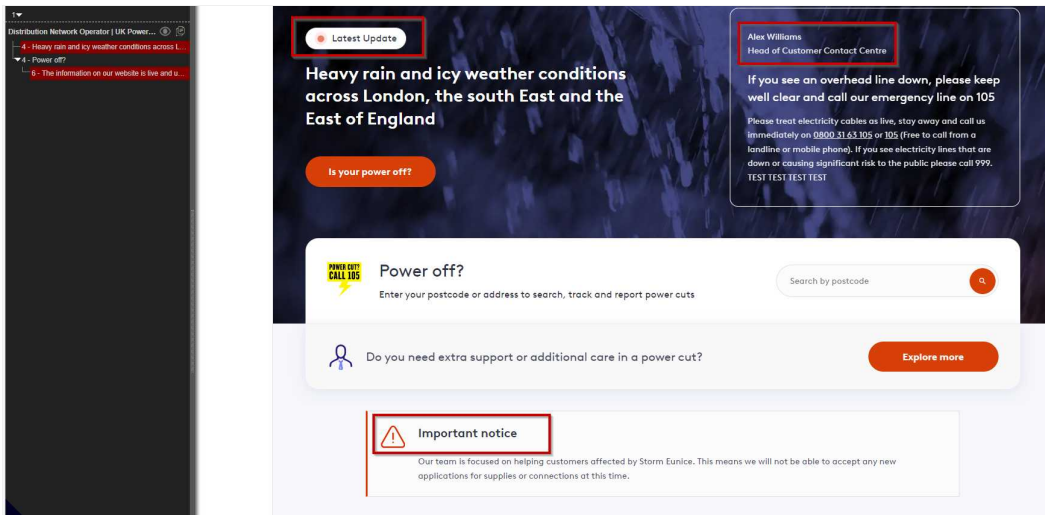 1▼
Distribution Network Operator | UK Power...
4 - Heavy rain and icy weather conditions across L...
▼4 - Power off?
6 - The information on our website is live and u...
Latest Update
Heavy rain and icy weather conditions
across London, the south East and the
East of England
Is your power off?
Alex Williams
Head of Customer Contact Centre
If you see an overhead line down, please keep
well clear and call our emergency line on 105
Please treat electricity cables as live, stay away and call us
immediately on 0800 31 63 105 or 105 (Free to call from a
landline or mobile phone). If you see electricity lines that are
down or causing significant risk to the public please call 999.
TEST TEST TEST TEST
POWER CUT?
CALL 105
Power off?
Enter your postcode or address to search, track and report power cuts
Search by postcode
Do you need extra support or additional care in a power cut?
Explore more
Important notice
Our team is focused on helping customers affected by Storm Eunice. This means we will not be able to accept any new
applications for supplies or connections at this time.